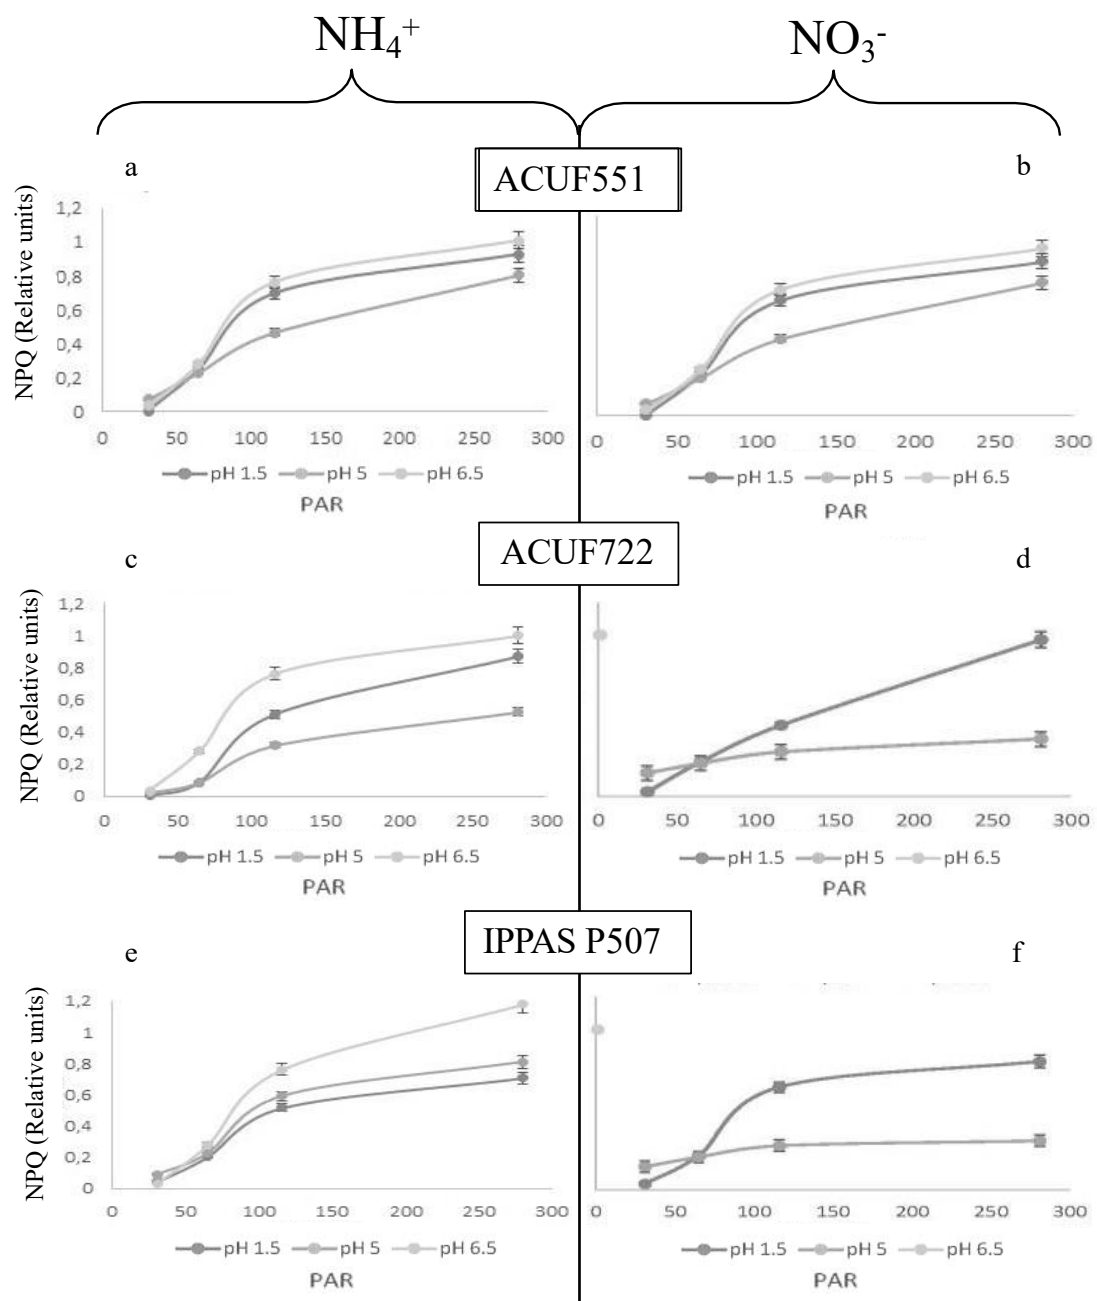 NH₄⁺ NO₃⁻
a b
ACUF551
NPQ (Relative units)
1,2
1
0,8
0,6
0,4
0,2
0
0 50 100 150 200 250 300
0 50 100 150 200 250 300
pH 1.5 pH 5 pH 6.5
pH 1.5 pH 5 pH 6.5
PAR
PAR
ACUF722
c d
NPQ (Relative units)
1,2
1
0,8
0,6
0,4
0,2
0
0 50 100 150 200 250 300
0 50 100 150 200 250 300
pH 1.5 pH 5 pH 6.5
pH 1.5 pH 5 pH 6.5
PAR
PAR
IPPAS P507
e f
NPQ (Relative units)
1,2
1
0,8
0,6
0,4
0,2
0
0 50 100 150 200 250 300
0 50 100 150 200 250 300
pH 1.5 pH 5 pH 6.5
pH 1.5 pH 5 pH 6.5
PAR
PAR